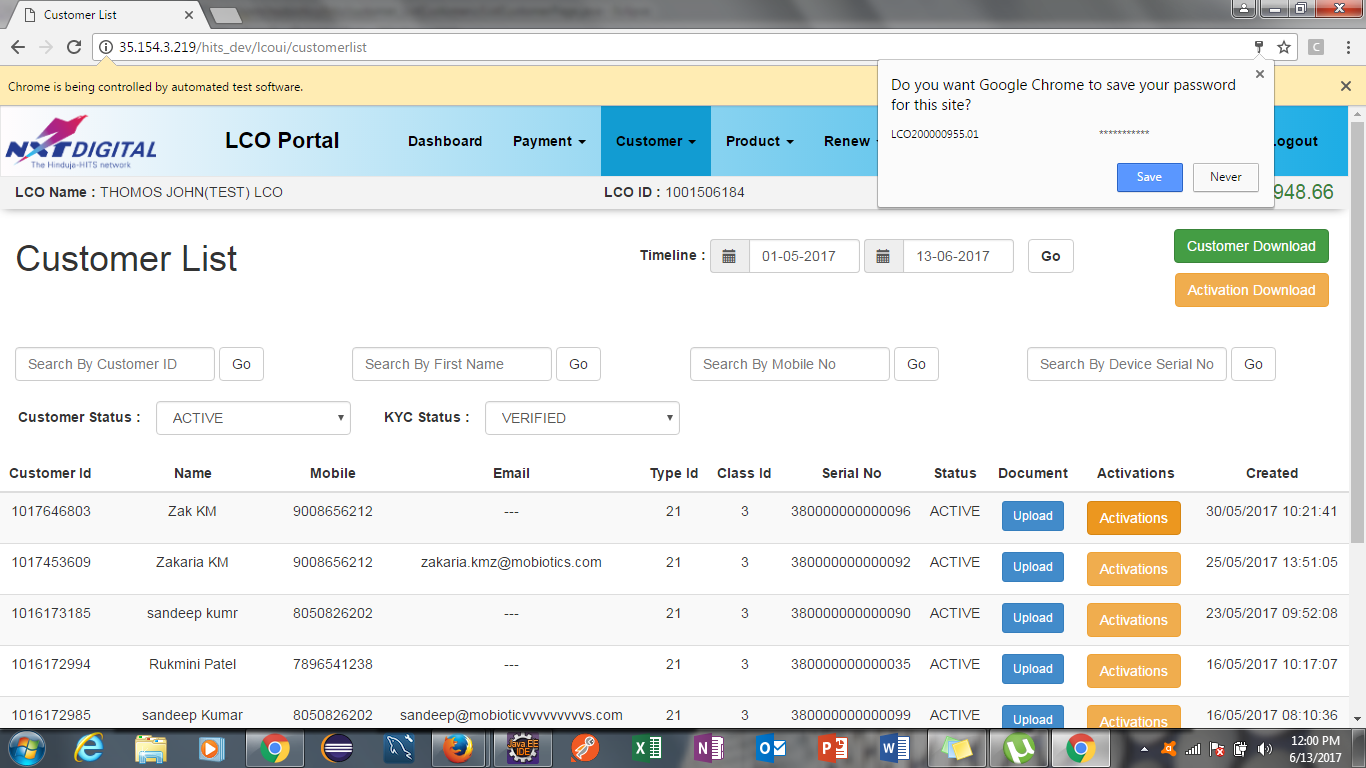 Customer List
35.154.3.219/hits_dev/lcoui/customerlist
C
Chrome is being controlled by automated test software.
Do you want Google Chrome to save your password
for this site?
LCO200000955.01 ***********
Save Never
NXTDIGITAL
The Hinduja-HITS network
LCO Portal Dashboard Payment Customer Product Renew Logout
LCO Name : THOMOS JOHN(TEST) LCO LCO ID : 1001506184 948.66
Customer List
Timeline : 01-05-2017 13-06-2017 Go
Customer Download
Activation Download
Search By Customer ID Go Search By First Name Go Search By Mobile No Go Search By Device Serial No Go
Customer Status : ACTIVE KYC Status : VERIFIED
Customer Id Name Mobile Email Type Id Class Id Serial No Status Document Activations Created
1017646803 Zak KM 9008656212 --- 21 3 380000000000096 ACTIVE Upload Activations 30/05/2017 10:21:41
1017453609 Zakaria KM 9008656212 zakaria.kmz@mobiotics.com 21 3 380000000000092 ACTIVE Upload Activations 25/05/2017 13:51:05
1016173185 sandeep kumr 8050826202 --- 21 3 380000000000090 ACTIVE Upload Activations 23/05/2017 09:52:08
1016172994 Rukmini Patel 7896541238 --- 21 3 380000000000035 ACTIVE Upload Activations 16/05/2017 10:17:07
1016172985 sandeep Kumar 8050826202 sandeep@mobioticvvvvvvvvvs.com 21 3 380000000000099 ACTIVE Upload Activations 16/05/2017 08:10:36
Java EE
IDE
12:00 PM
6/13/2017